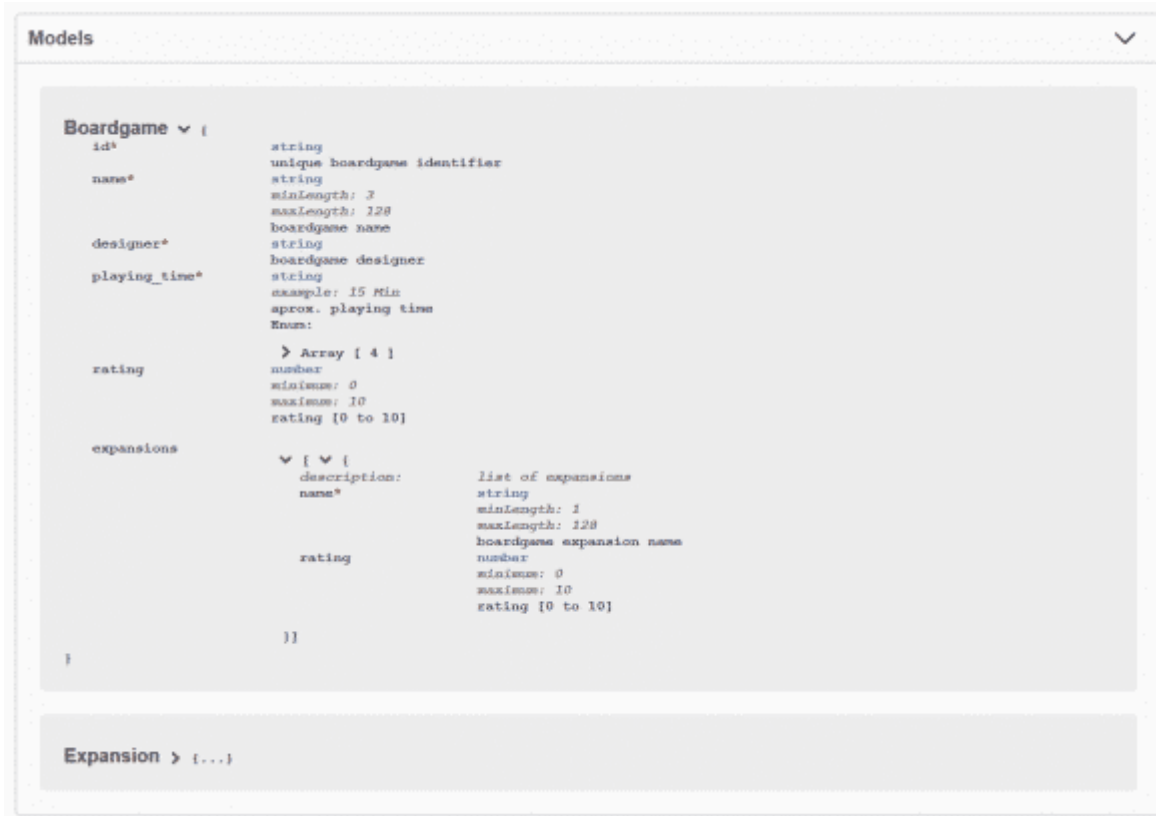 Models
Boardgame {
id* string
unique boardgame identifier
name* string
minLength: 3
maxLength: 128
boardgame name
designer* string
boardgame designer
playing_time* string
example: 15 Min
aprox. playing time
Enum:
Array [ 4 ]
rating number
minimum: 0
maximum: 10
rating [0 to 10]
expansions
[ {
description: list of expansions
name* string
minLength: 1
maxLength: 128
boardgame expansion name
rating number
minimum: 0
maximum: 10
rating [0 to 10]
}]
}
Expansion {...}